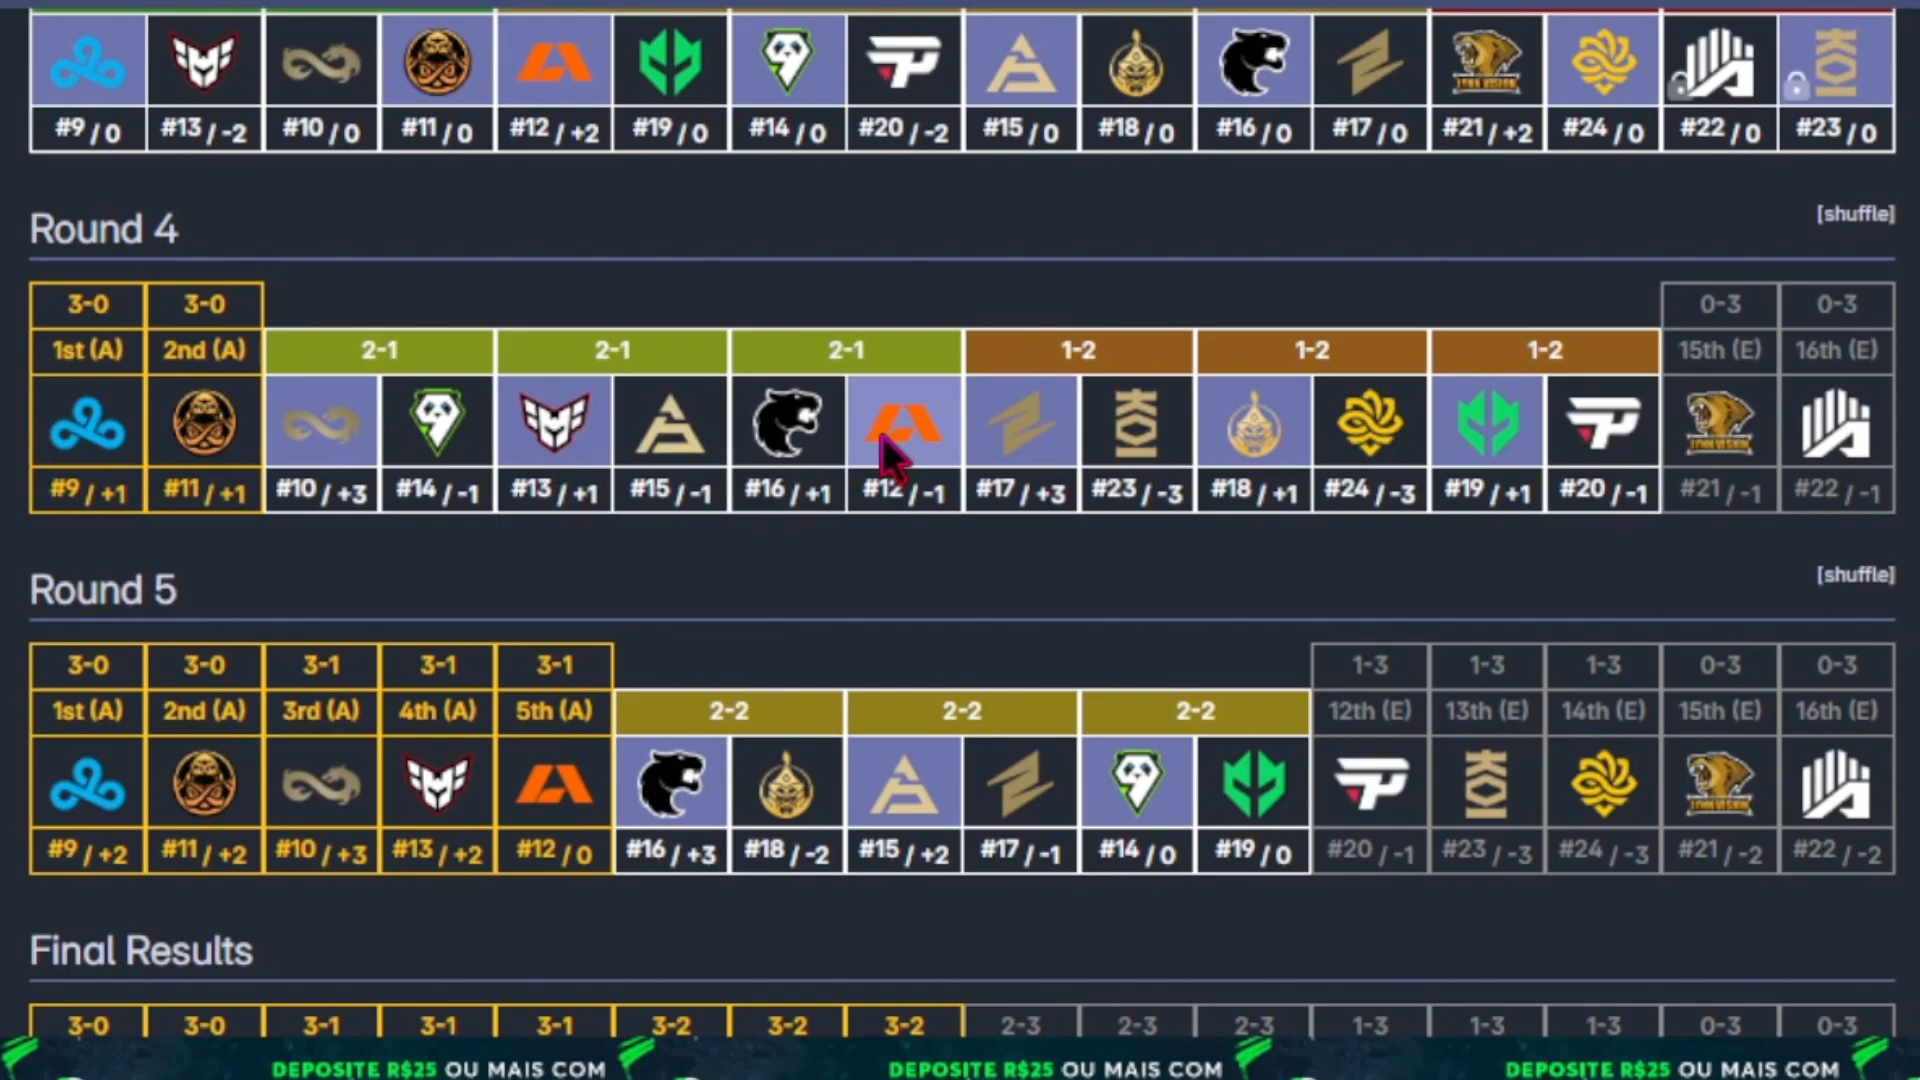 #9 / 0 #13 / -2 #10 / 0 #11 / 0 #12 / +2 #19 / 0 #14 / 0 #20 / -2 #15 / 0 #18 / 0 #16 / 0 #17 / 0 #21 / +2 #24 / 0 #22 / 0 #23 / 0
Round 4 [shuffle]
3-0 3-0 0-3 0-3
1st (A) 2nd (A) 2-1 2-1 2-1 1-2 1-2 1-2 15th (E) 16th (E)
KOI
LYNN VISION
#9 / +1 #11 / +1 #10 / +3 #14 / -1 #13 / +1 #15 / -1 #16 / +1 #12 / -1 #17 / +3 #23 / -3 #18 / +1 #24 / -3 #19 / +1 #20 / -1 #21 / -1 #22 / -1
Round 5 [shuffle]
3-0 3-0 3-1 3-1 3-1 1-3 1-3 1-3 0-3 0-3
1st (A) 2nd (A) 3rd (A) 4th (A) 5th (A) 2-2 2-2 2-2 12th (E) 13th (E) 14th (E) 15th (E) 16th (E)
KOI
LYNN VISION
#9 / +2 #11 / +2 #10 / +3 #13 / +2 #12 / 0 #16 / +3 #18 / -2 #15 / +2 #17 / -1 #14 / 0 #19 / 0 #20 / -1 #23 / -3 #24 / -3 #21 / -2 #22 / -2
Final Results
3-0 3-0 3-1 3-1 3-1 3-2 3-2 3-2 2-3 2-3 2-3 1-3 1-3 1-3 0-3 0-3
DEPOSITE R$25 OU MAIS COM DEPOSITE R$25 OU MAIS COM DEPOSITE R$25 OU MAIS COM